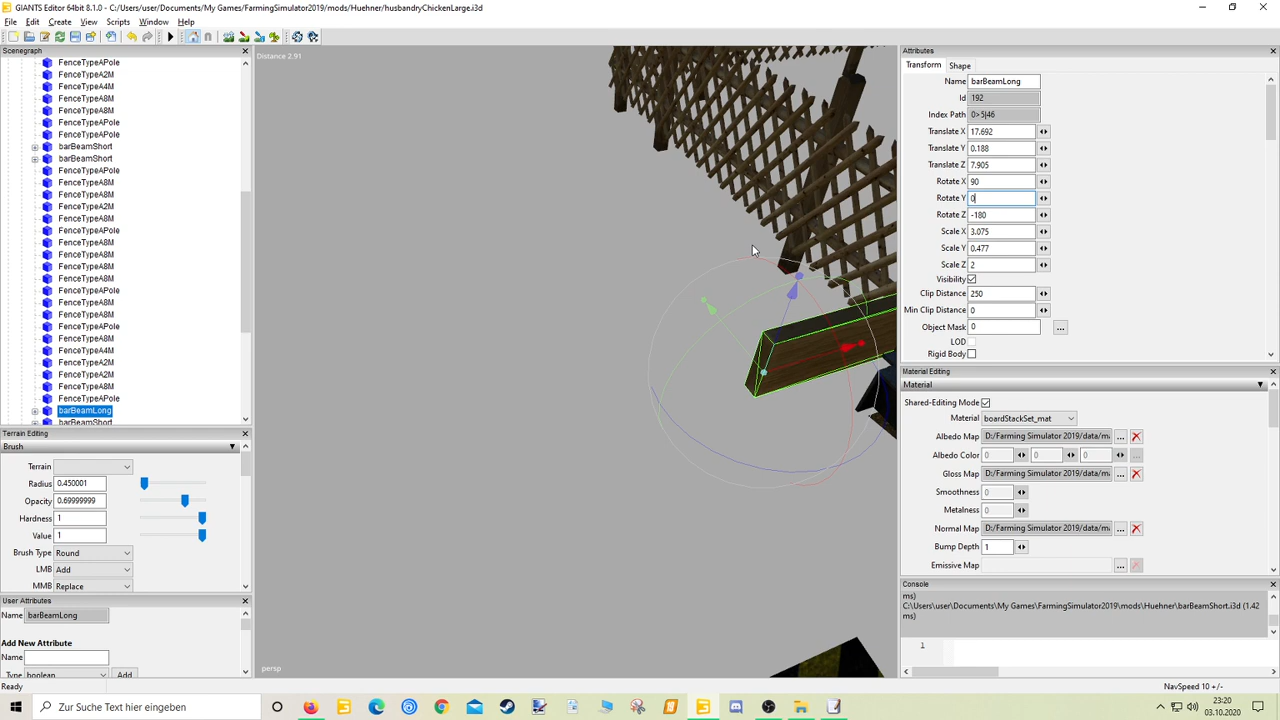 GIANTS Editor 64bit 8.1.0 - C:/Users/user/Documents/My Games/FarmingSimulator2019/mods/Huehner/husbandryChickenLarge.i3d
File Edit Create View Scripts Window Help
Scenegraph
FenceTypeAPole
FenceTypeA2M
FenceTypeA4M
FenceTypeA8M
FenceTypeA8M
FenceTypeAPole
FenceTypeAPole
barBeamShort
barBeamShort
FenceTypeAPole
FenceTypeA8M
FenceTypeA8M
FenceTypeA2M
FenceTypeA8M
FenceTypeAPole
FenceTypeA8M
FenceTypeA8M
FenceTypeA8M
FenceTypeA8M
FenceTypeAPole
FenceTypeA8M
FenceTypeA8M
FenceTypeAPole
FenceTypeA8M
FenceTypeA4M
FenceTypeA8M
FenceTypeA2M
FenceTypeA8M
FenceTypeAPole
barBeamLong
barBeamShort
Terrain Editing
Brush
Terrain
Radius 0.450001
Opacity 0.69999999
Hardness 1
Value 1
Brush Type Round
LMB Add
MMB Replace
User Attributes
Name barBeamLong
Add New Attribute
Name
Type boolean Add
Ready
Distance 2.91
persp
Attributes
Transform Shape
Name barBeamLong
Id 192
Index Path 0>5|46
Translate X 17.692
Translate Y 0.188
Translate Z 7.905
Rotate X 90
Rotate Y 0
Rotate Z -180
Scale X 3.075
Scale Y 0.477
Scale Z 2
Visibility
Clip Distance 250
Min Clip Distance 0
Object Mask 0 ...
LOD
Rigid Body
Material Editing
Material
Shared-Editing Mode
Material boardStackSet_mat
Albedo Map D:/Farming Simulator 2019/data/ma ...
Albedo Color 0 0 0 ...
Gloss Map D:/Farming Simulator 2019/data/ma ...
Smoothness 0
Metalness 0
Normal Map D:/Farming Simulator 2019/data/ma ...
Bump Depth 1
Emissive Map ...
Console
ms)
C:\Users\user\Documents\My Games\FarmingSimulator2019\mods\Huehner\barBeamShort.i3d (1.42
ms)
1
NavSpeed 10 +/-
Zur Suche Text hier eingeben
23:20
03.10.2020